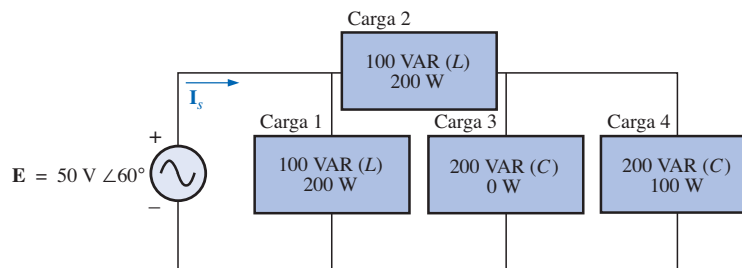 Carga 2
100 VAR (L)
200 W
I_s
Carga 1
Carga 3
Carga 4
+
E = 50 V ∠60°
–
100 VAR (L)
200 W
200 VAR (C)
0 W
200 VAR (C)
100 W